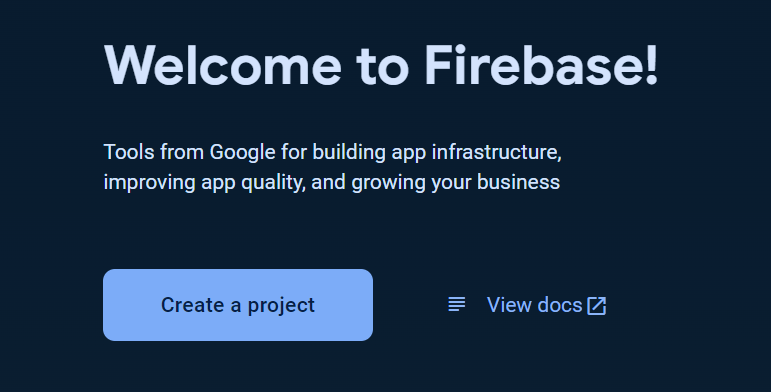 Welcome to Firebase!
Tools from Google for building app infrastructure,
improving app quality, and growing your business
Create a project
View docs